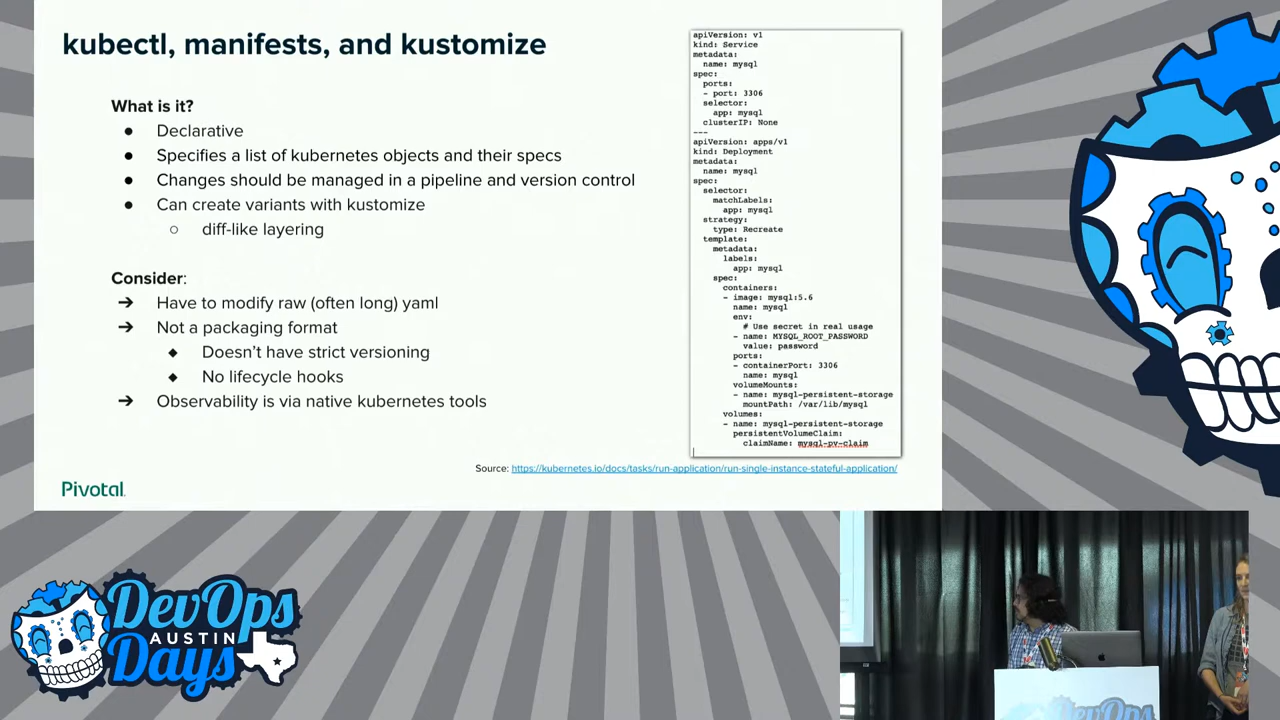 kubectl, manifests, and kustomize
What is it?
● Declarative
● Specifies a list of kubernetes objects and their specs
● Changes should be managed in a pipeline and version control
● Can create variants with kustomize
○ diff-like layering
Consider:
➔ Have to modify raw (often long) yaml
➔ Not a packaging format
◆ Doesn't have strict versioning
◆ No lifecycle hooks
➔ Observability is via native kubernetes tools
apiVersion: v1
kind: Service
metadata:
  name: mysql
spec:
  ports:
  - port: 3306
  selector:
    app: mysql
  clusterIP: None
---
apiVersion: apps/v1
kind: Deployment
metadata:
  name: mysql
spec:
  selector:
    matchLabels:
      app: mysql
  strategy:
    type: Recreate
  template:
    metadata:
      labels:
        app: mysql
    spec:
      containers:
      - image: mysql:5.6
        name: mysql
        env:
          # Use secret in real usage
        - name: MYSQL_ROOT_PASSWORD
          value: password
        ports:
        - containerPort: 3306
          name: mysql
        volumeMounts:
        - name: mysql-persistent-storage
          mountPath: /var/lib/mysql
      volumes:
      - name: mysql-persistent-storage
        persistentVolumeClaim:
          claimName: mysql-pv-claim
Source: https://kubernetes.io/docs/tasks/run-application/run-single-instance-stateful-application/
Pivotal
DevOps
AUSTIN
Days
DevOps